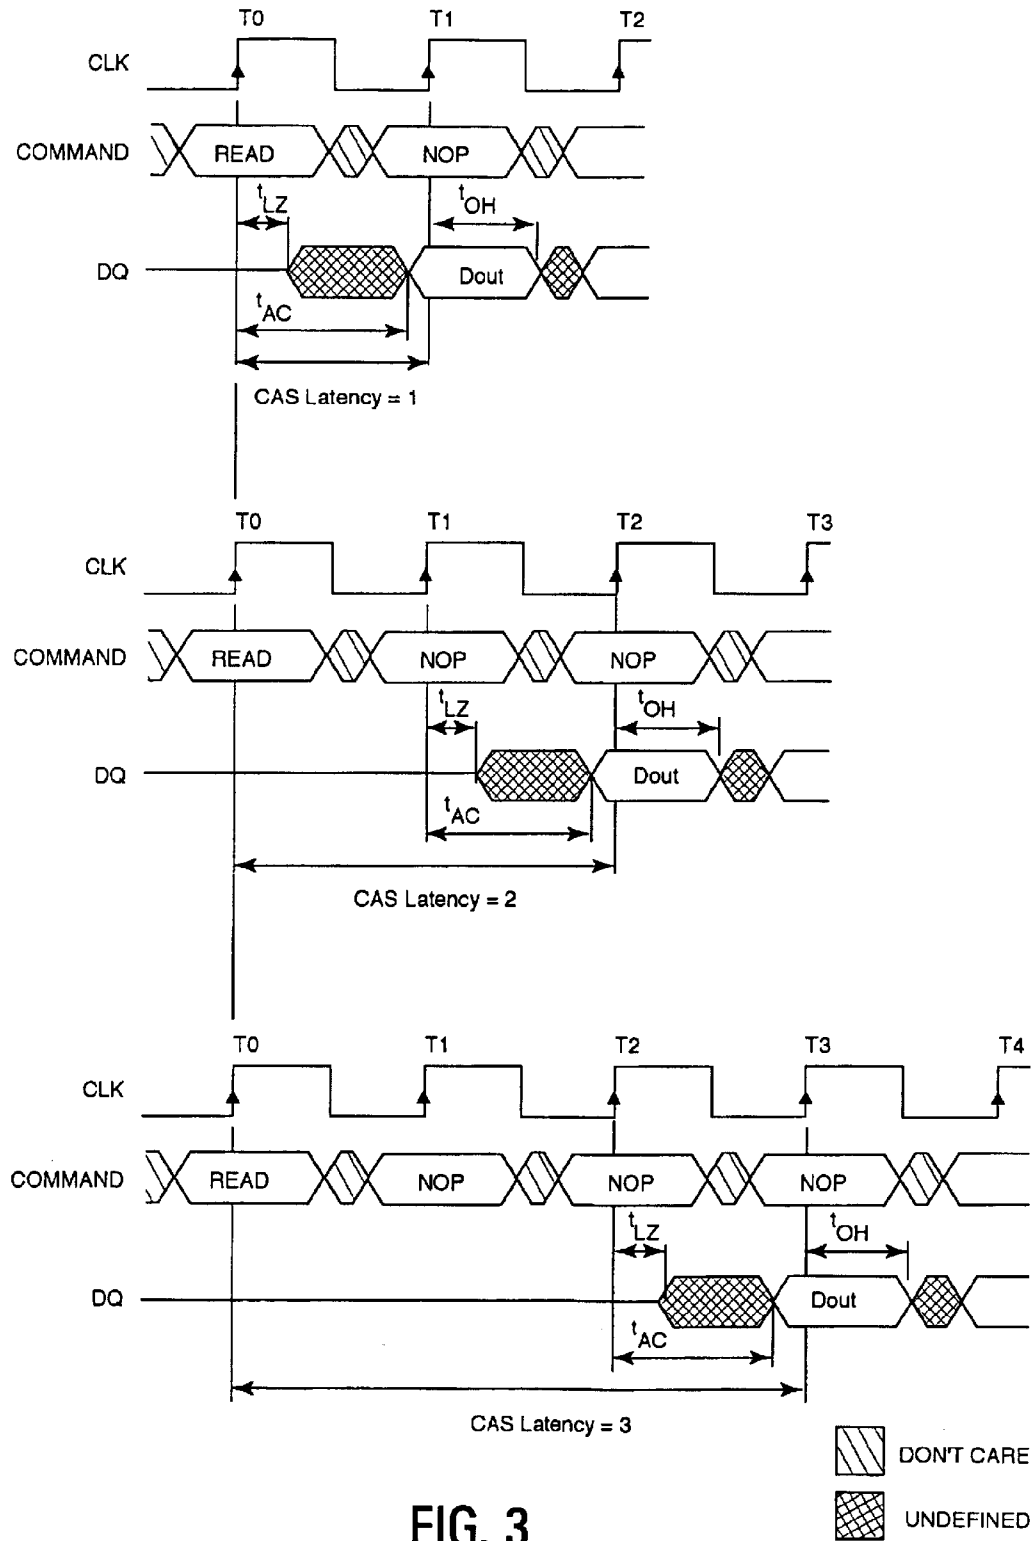 T0 T1 T2
CLK
COMMAND READ NOP
tLZ tOH
DQ Dout
tAC
CAS Latency = 1
T0 T1 T2 T3
CLK
COMMAND READ NOP NOP
tLZ tOH
DQ Dout
tAC
CAS Latency = 2
T0 T1 T2 T3 T4
CLK
COMMAND READ NOP NOP NOP
tLZ tOH
DQ Dout
tAC
CAS Latency = 3
DON'T CARE
UNDEFINED
FIG. 3